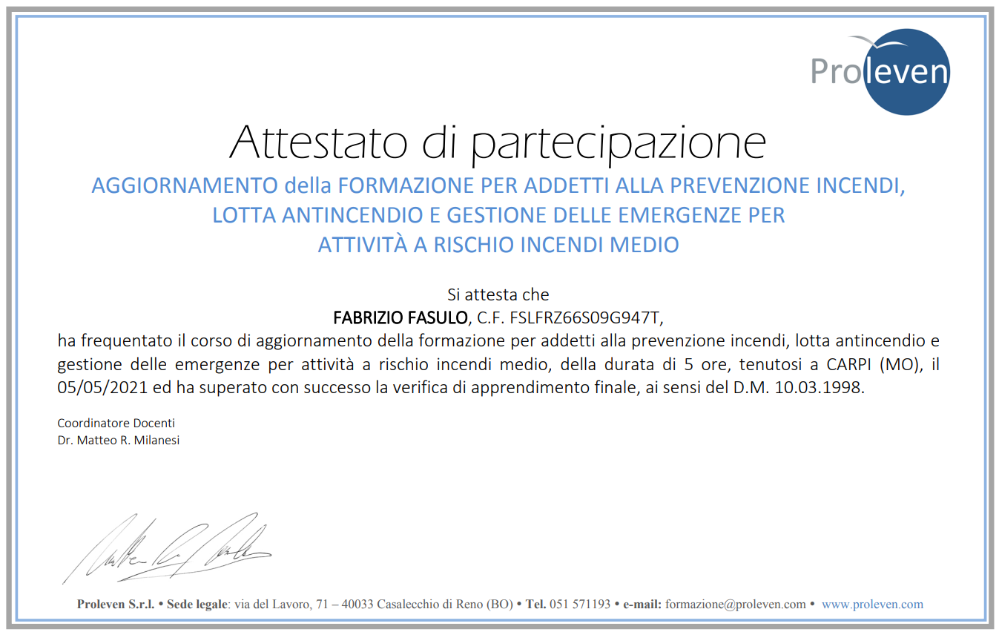 Proleven
Attestato di partecipazione
AGGIORNAMENTO della FORMAZIONE PER ADDETTI ALLA PREVENZIONE INCENDI,
LOTTA ANTINCENDIO E GESTIONE DELLE EMERGENZE PER
ATTIVITÀ A RISCHIO INCENDI MEDIO
Si attesta che
FABRIZIO FASULO, C.F. FSLFRZ66S09G947T,
ha frequentato il corso di aggiornamento della formazione per addetti alla prevenzione incendi, lotta antincendio e
gestione delle emergenze per attività a rischio incendi medio, della durata di 5 ore, tenutosi a CARPI (MO), il
05/05/2021 ed ha superato con successo la verifica di apprendimento finale, ai sensi del D.M. 10.03.1998.
Coordinatore Docenti
Dr. Matteo R. Milanesi
Proleven S.r.l. • Sede legale: via del Lavoro, 71 – 40033 Casalecchio di Reno (BO) • Tel. 051 571193 • e-mail: formazione@proleven.com • www.proleven.com